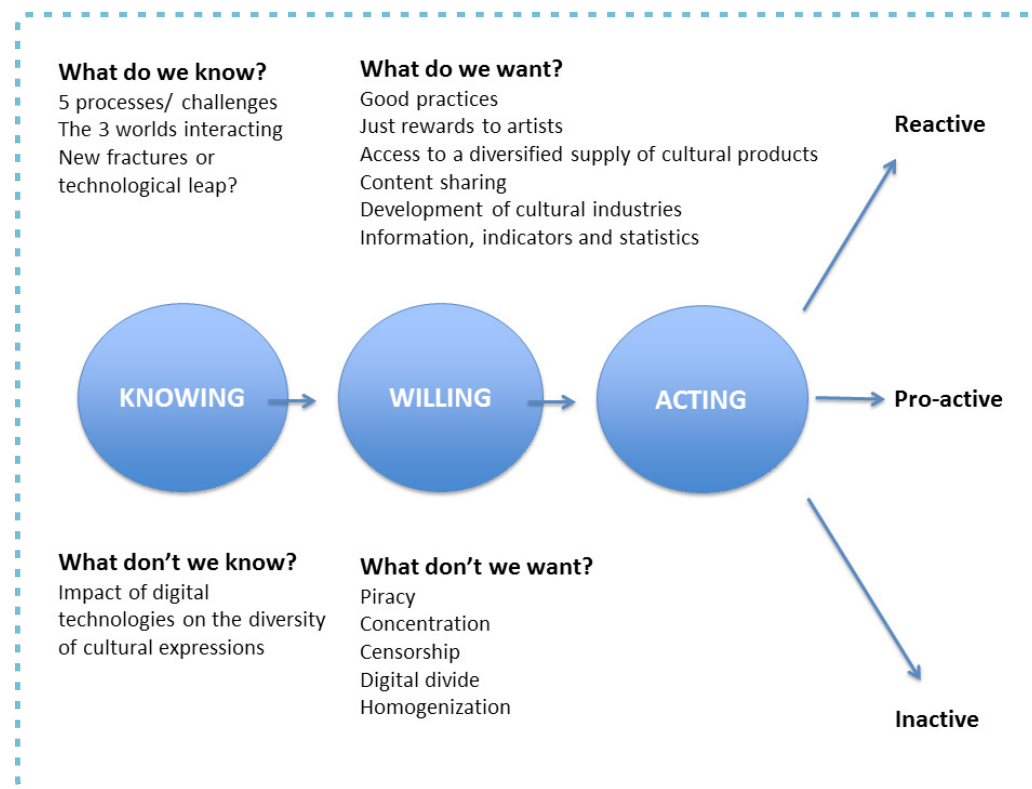 What do we know?
5 processes/ challenges
The 3 worlds interacting
New fractures or
technological leap?
What do we want?
Good practices
Just rewards to artists
Access to a diversified supply of cultural products
Content sharing
Development of cultural industries
Information, indicators and statistics
Reactive
KNOWING
WILLING
ACTING
Pro-active
What don't we know?
Impact of digital
technologies on the diversity
of cultural expressions
What don't we want?
Piracy
Concentration
Censorship
Digital divide
Homogenization
Inactive